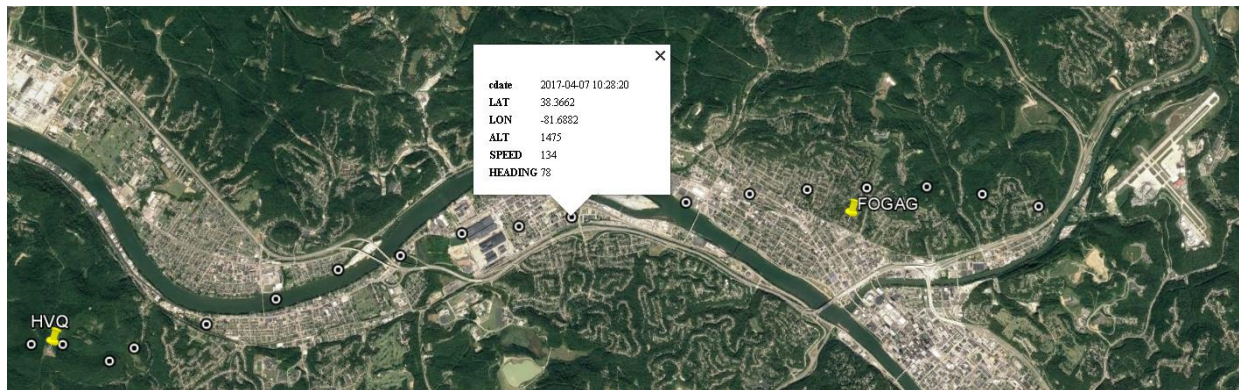 cdate 2017-04-07 10:28:20
LAT 38.3662
LON -81.6882
ALT 1475
SPEED 134
HEADING 78
FOGAG
HVQ